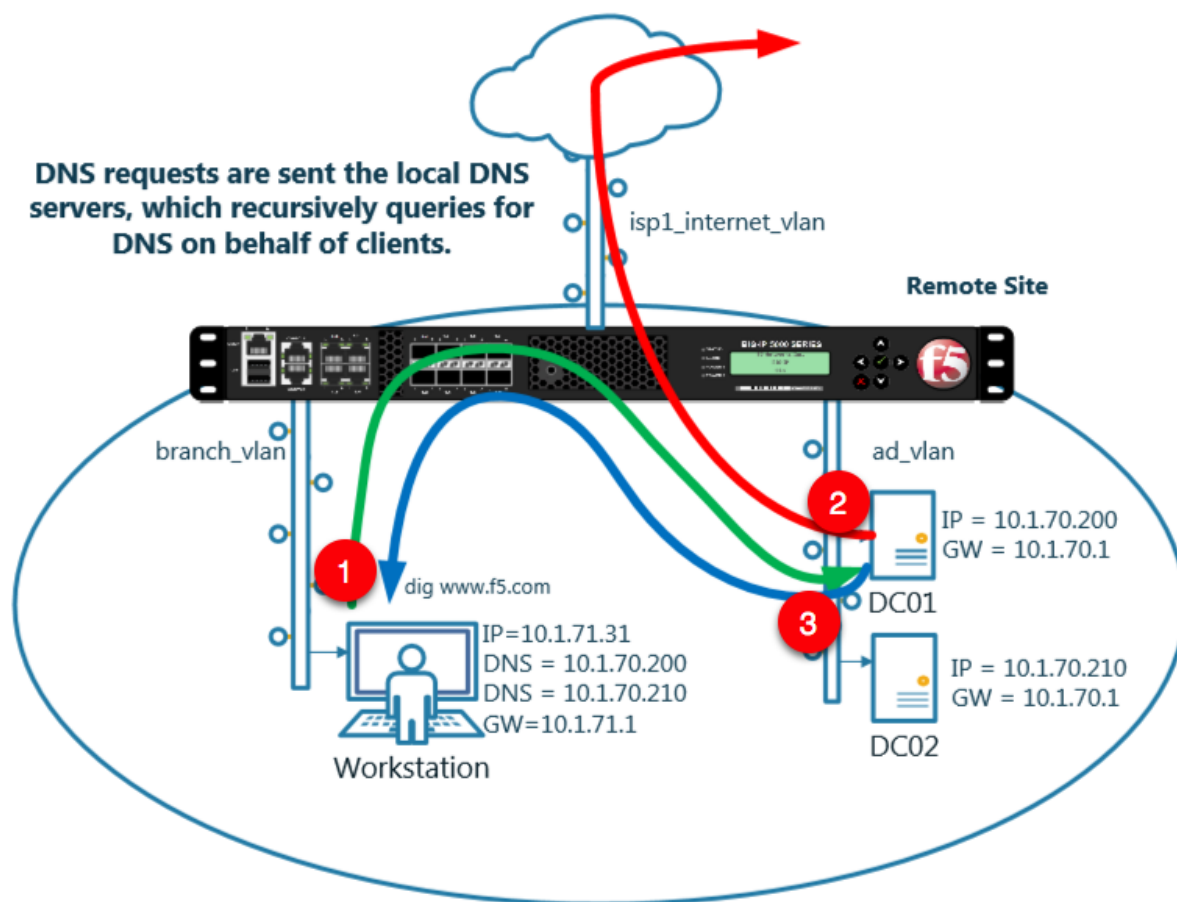 DNS requests are sent the local DNS
servers, which recursively queries for
DNS on behalf of clients.
isp1_internet_vlan
Remote Site
BIG-IP 5000 SERIES
f5
branch_vlan
ad_vlan
2
IP = 10.1.70.200
GW = 10.1.70.1
1
dig www.f5.com
DC01
3
IP=10.1.71.31
DNS = 10.1.70.200
DNS = 10.1.70.210
GW=10.1.71.1
IP = 10.1.70.210
GW = 10.1.70.1
DC02
Workstation